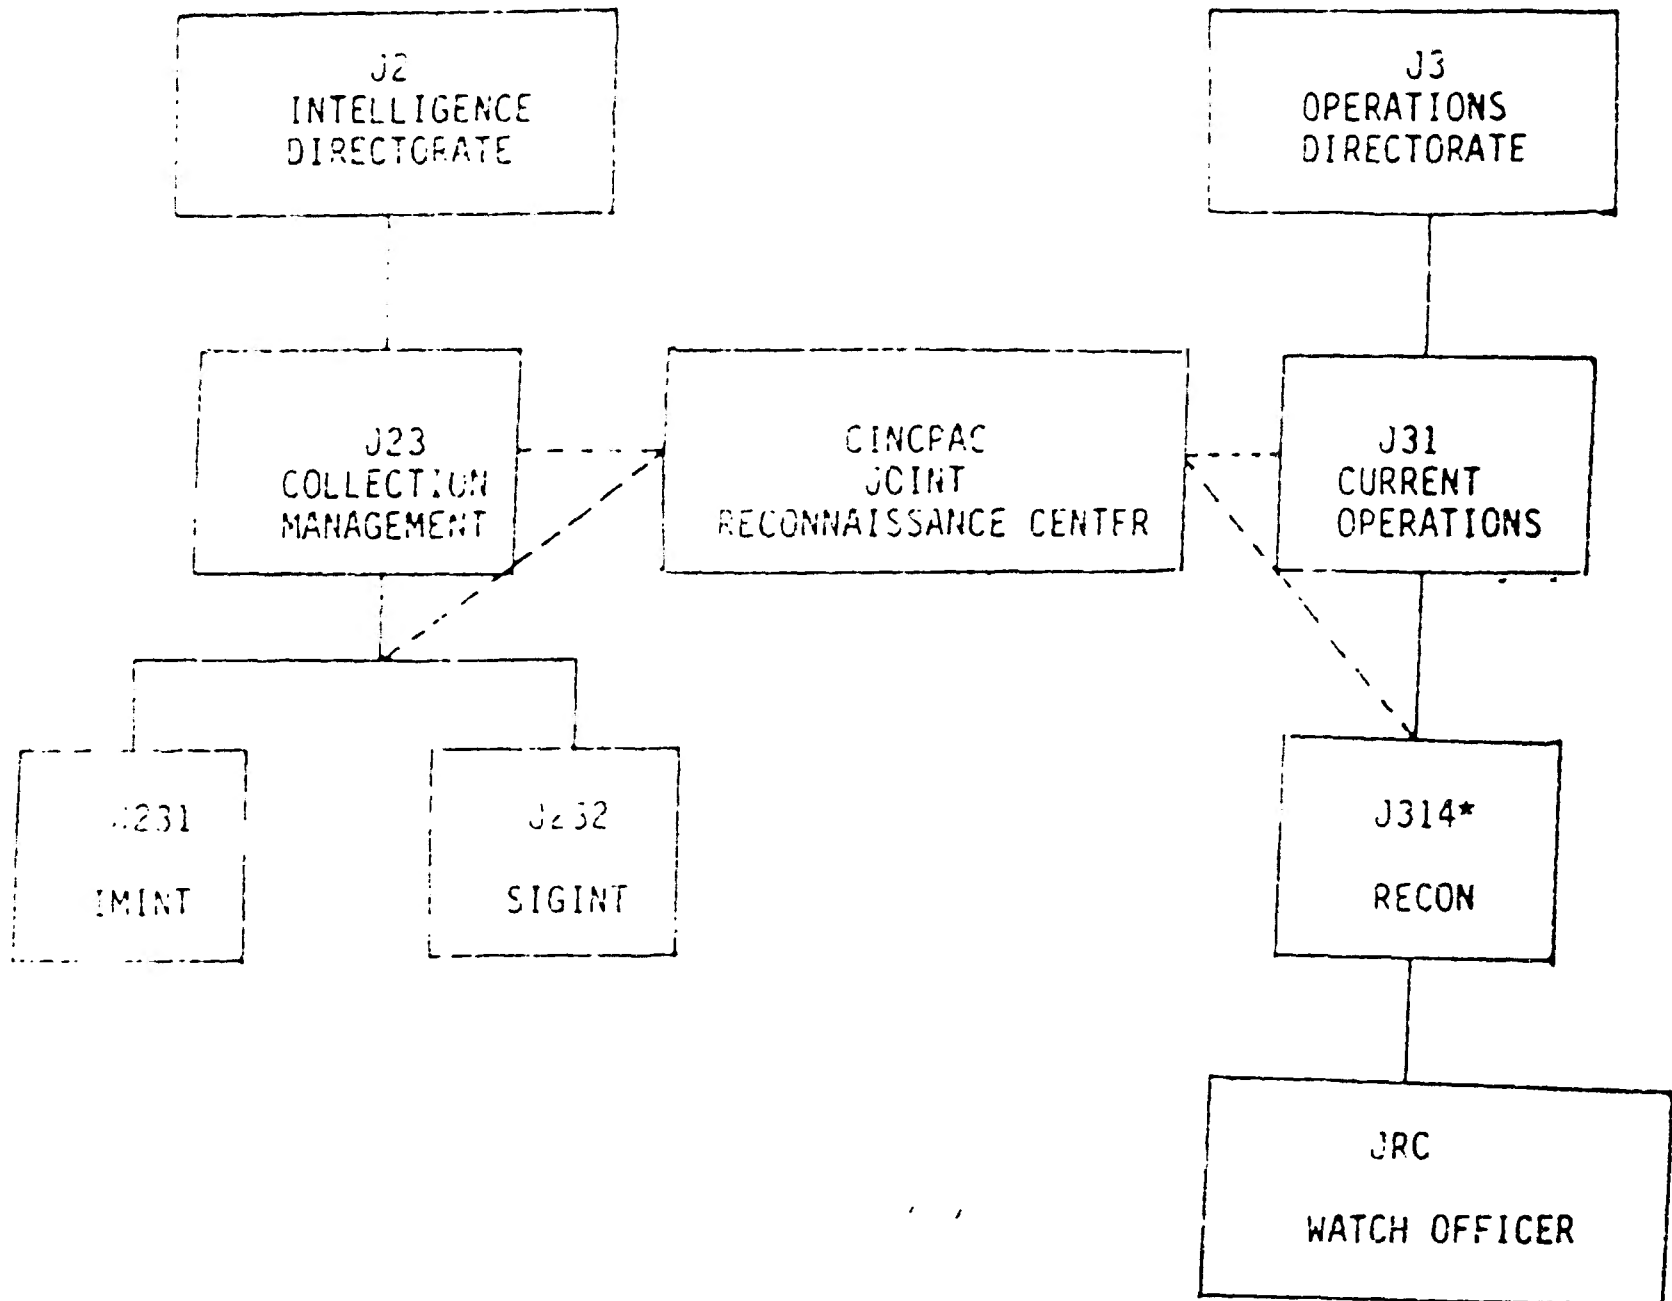 J2
INTELLIGENCE
DIRECTORATE
J3
OPERATIONS
DIRECTORATE
J23
COLLECTION
MANAGEMENT
CINCPAC
JOINT
RECONNAISSANCE CENTER
J31
CURRENT
OPERATIONS
J231
IMINT
J232
SIGINT
J314*
RECON
JRC
WATCH OFFICER